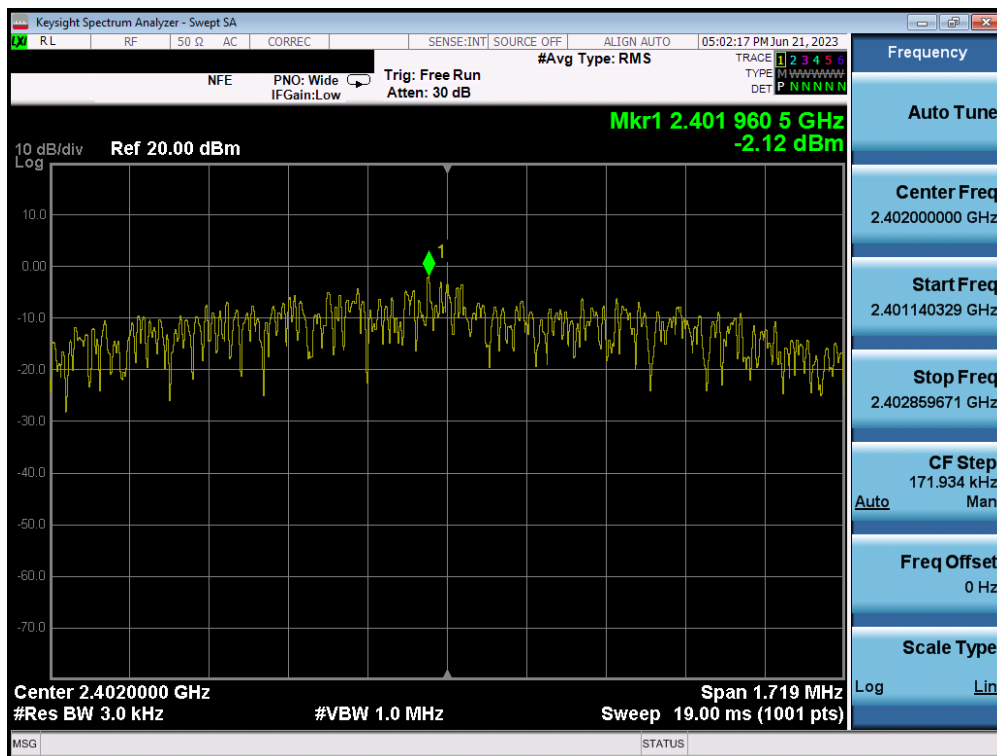 Keysight Spectrum Analyzer - Swept SA
LXI RL RF 50 Ω AC CORREC SENSE:INT SOURCE OFF ALIGN AUTO 05:02:17 PM Jun 21, 2023
Frequency
#Avg Type: RMS
TRACE 1 2 3 4 5 6
NFE PNO: Wide Trig: Free Run
TYPE M W W W W W
IFGain:Low Atten: 30 dB
DET P N N N N N
Auto Tune
Mkr1 2.401 960 5 GHz
-2.12 dBm
10 dB/div Ref 20.00 dBm
Log
10.0
0.00
-10.0
-20.0
-30.0
-40.0
-50.0
-60.0
-70.0
1
Center Freq
2.402000000 GHz
Start Freq
2.401140329 GHz
Stop Freq
2.402859671 GHz
CF Step
171.934 kHz
Auto Man
Freq Offset
0 Hz
Scale Type
Log Lin
Center 2.4020000 GHz Span 1.719 MHz
#Res BW 3.0 kHz #VBW 1.0 MHz Sweep 19.00 ms (1001 pts)
MSG STATUS